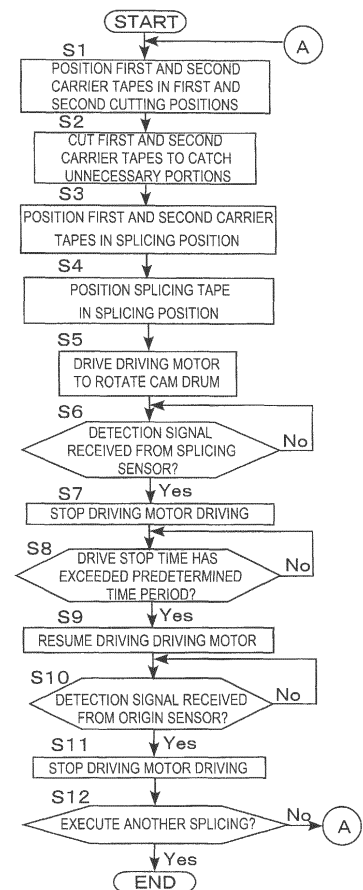 START
A
S1
POSITION FIRST AND SECOND
CARRIER TAPES IN FIRST AND
SECOND CUTTING POSITIONS
S2
CUT FIRST AND SECOND
CARRIER TAPES TO CATCH
UNNECESSARY PORTIONS
S3
POSITION FIRST AND SECOND CARRIER
TAPES IN SPLICING POSITION
S4
POSITION SPLICING TAPE
IN SPLICING POSITION
S5
DRIVE DRIVING MOTOR
TO ROTATE CAM DRUM
S6
DETECTION SIGNAL
RECEIVED FROM SPLICING
SENSOR?
No
Yes
S7
STOP DRIVING MOTOR DRIVING
S8
DRIVE STOP TIME HAS
EXCEEDED PREDETERMINED
TIME PERIOD?
No
Yes
S9
RESUME DRIVING DRIVING MOTOR
S10
DETECTION SIGNAL RECEIVED
FROM ORIGIN SENSOR?
No
Yes
S11
STOP DRIVING MOTOR DRIVING
S12
EXECUTE ANOTHER SPLICING?
No
A
Yes
END